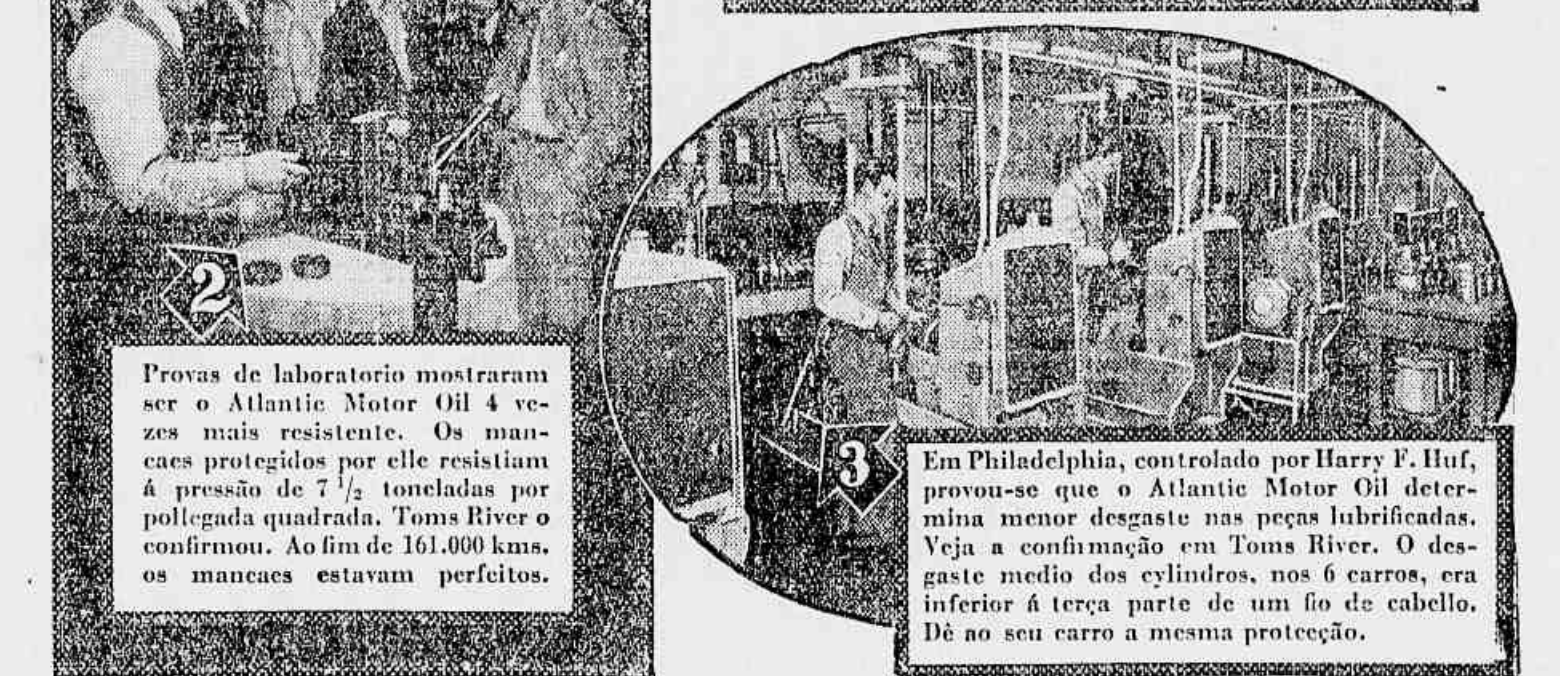 2
Provas de laboratorio mostraram
ser o Atlantic Motor Oil 4 ve-
zes mais resistente. Os man-
caes protegidos por elle resistiam
á pressão de 7 1/2 toneladas por
pollegada quadrada. Toms River o
confirmou. Ao fim de 161.000 kms.
os mancaes estavam perfeitos.
3
Em Philadelphia, controlado por Harry F. Huf,
provou-se que o Atlantic Motor Oil deter-
mina menor desgaste nas peças lubrificadas.
Veja a confirmação em Toms River. O des-
gaste medio dos cylindros, nos 6 carros, era
inferior á terça parte de um fio de cabello.
Dê ao seu carro a mesma protecção.